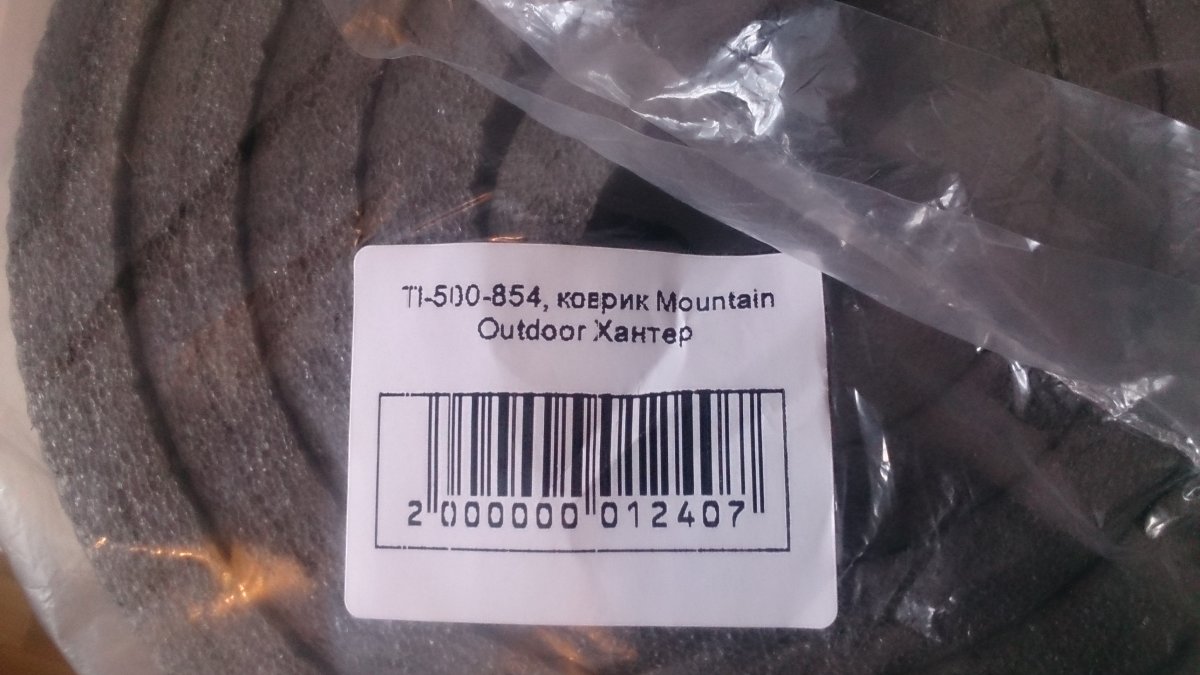 TI-500-854, коврик Mountain
Outdoor Хантер
2 000000 012407